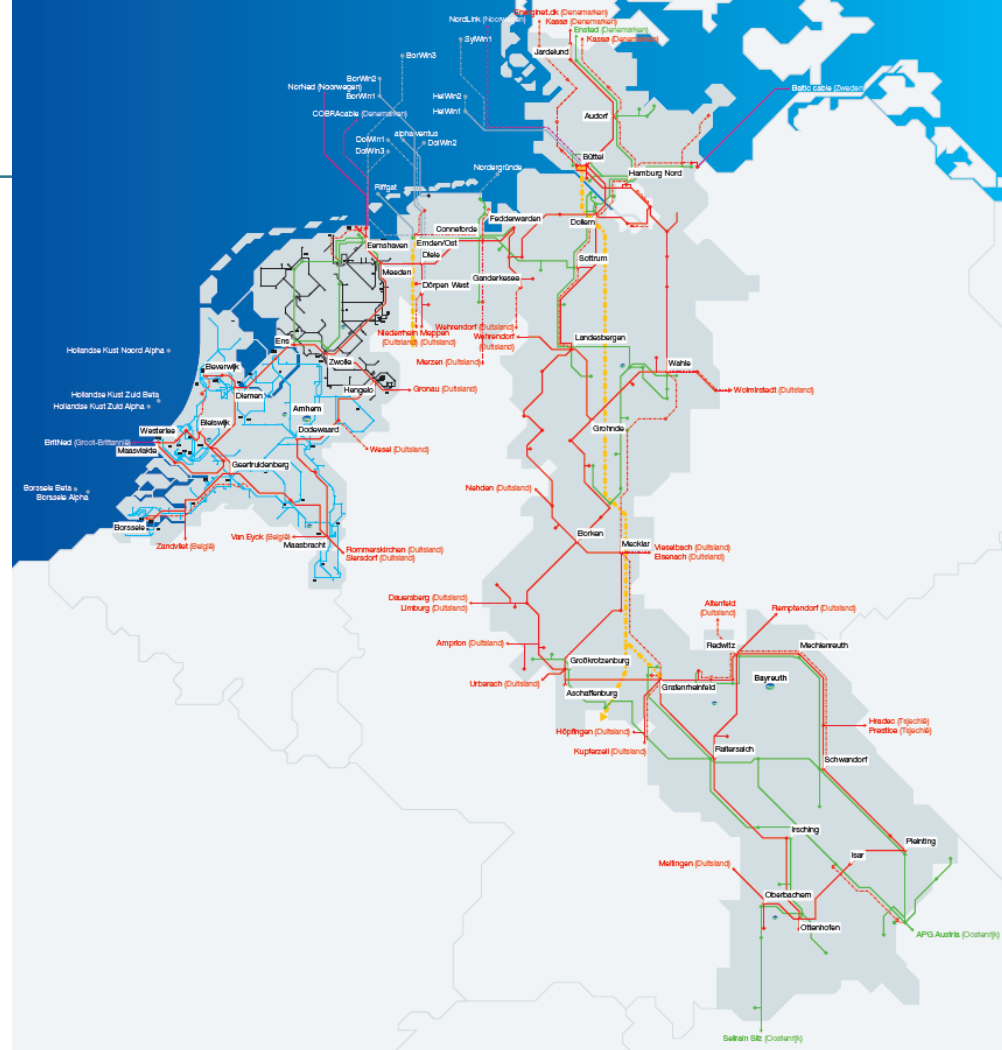 Energinet.dk (Denemarken)
NordLink (Noorwegen)
Kassø (Denemarken)
Ensted (Denemarken)
SylWin1
Kassø (Denemarken)
Jardelund
BorWin3
BorWin2
NorNed (Noorwegen)
BorWin1
HelWin2
Baltic cable (Zweden)
COBRAcable (Denemarken)
HelWin1
Audorf
alpha ventus
DolWin1
DolWin2
DolWin3
Büttel
Nordergründe
Hamburg Nord
Riffgat
Fedderwarden
Dollern
Conneforde
Eemshaven
Emden/Ost
Diele
Sottrum
Meeden
Ganderkesee
Dörpen West
Niederrhein
(Duitsland)
Meppen
(Duitsland)
Wehrendorf (Duitsland)
Wehrendorf
(Duitsland)
Landesbergen
Ens
Hollandse Kust Noord Alpha
Zwolle
Merzen (Duitsland)
Wahle
Beverwijk
Hengelo
Gronau (Duitsland)
Wolmirstedt (Duitsland)
Hollandse Kust Zuid Beta
Diemen
Hollandse Kust Zuid Alpha
Arnhem
Bleiswijk
Westerlee
Dodewaard
Grohnde
BritNed (Groot-Brittannië)
Maasvlakte
Wesel (Duitsland)
Geertruidenberg
Borssele Beta
Borssele Alpha
Nehden (Duitsland)
Borssele
Zandvliet (België)
Van Eyck (België)
Maasbracht
Rommerskirchen (Duitsland)
Siersdorf (Duitsland)
Borken
Mecklar
Vieselbach (Duitsland)
Eisenach (Duitsland)
Dauersberg (Duitsland)
Limburg (Duitsland)
Altenfeld
(Duitsland)
Remptendorf (Duitsland)
Amprion (Duitsland)
Redwitz
Mechlenreuth
Großkrotzenburg
Urberach (Duitsland)
Aschaffenburg
Grafenrheinfeld
Bayreuth
Höpfingen (Duitsland)
Hradec (Tsjechië)
Prestice (Tsjechië)
Kupferzell (Duitsland)
Raitersaich
Schwandorf
Irsching
Pleinting
Isar
Meitingen (Duitsland)
Oberbachern
Ottenhofen
APG Austria (Oostenrijk)
Sellrain Silz (Oostenrijk)